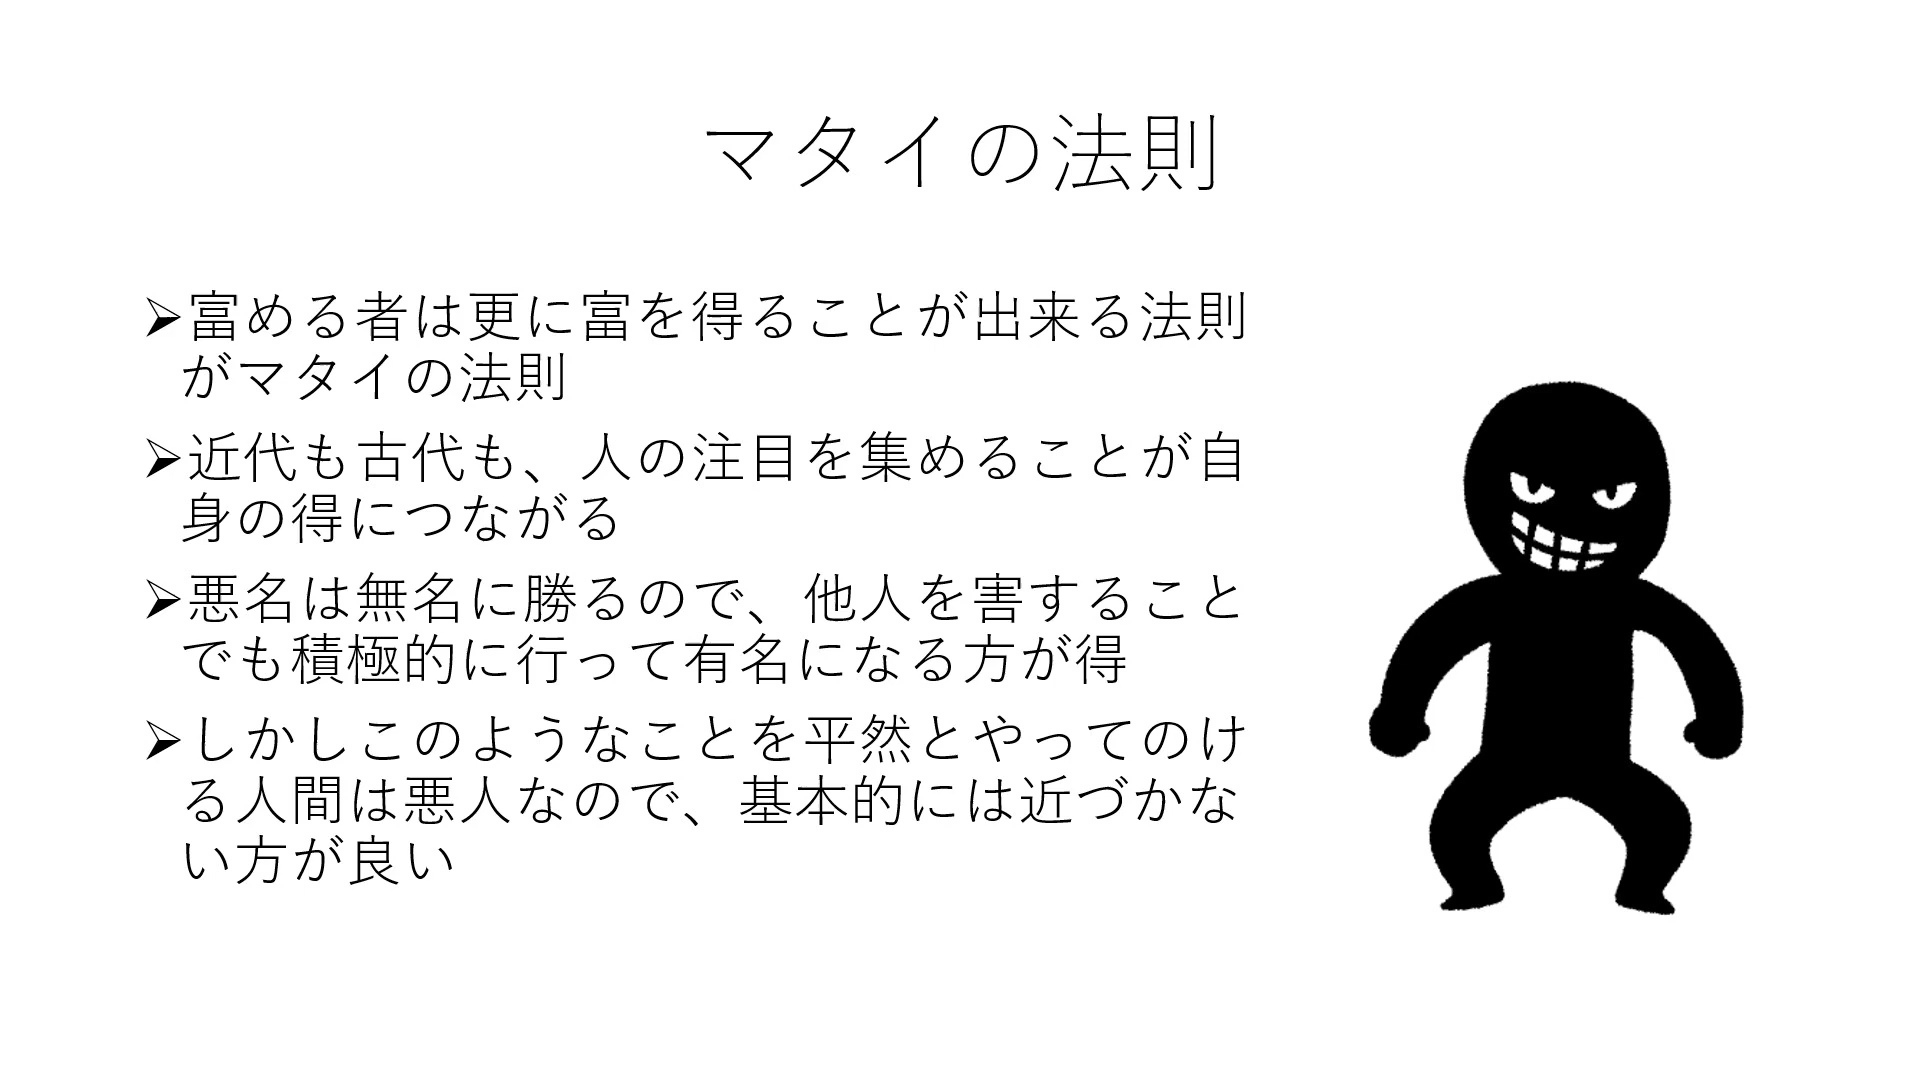 マタイの法則
➢富める者は更に富を得ることが出来る法則
がマタイの法則
➢近代も古代も、人の注目を集めることが自
身の得につながる
➢悪名は無名に勝るので、他人を害すること
でも積極的に行って有名になる方が得
➢しかしこのようなことを平然とやってのけ
る人間は悪人なので、基本的には近づかな
い方が良い